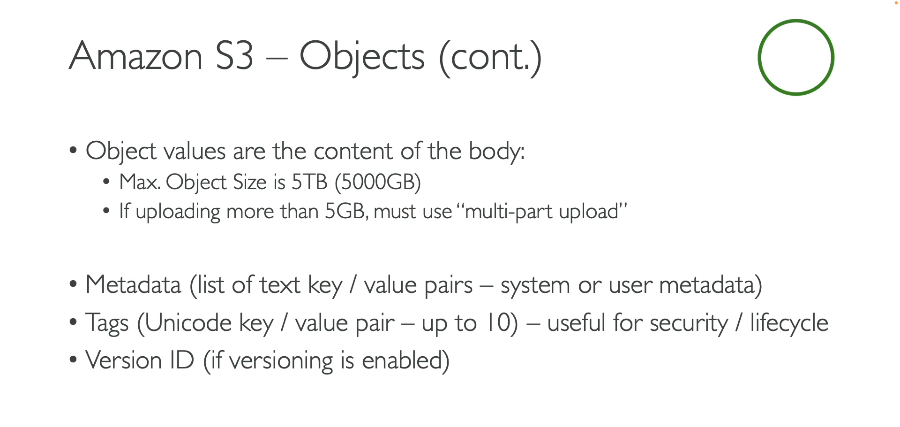 Amazon S3 – Objects (cont.)
• Object values are the content of the body:
• Max. Object Size is 5TB (5000GB)
• If uploading more than 5GB, must use “multi-part upload”
• Metadata (list of text key / value pairs – system or user metadata)
• Tags (Unicode key / value pair – up to 10) – useful for security / lifecycle
• Version ID (if versioning is enabled)